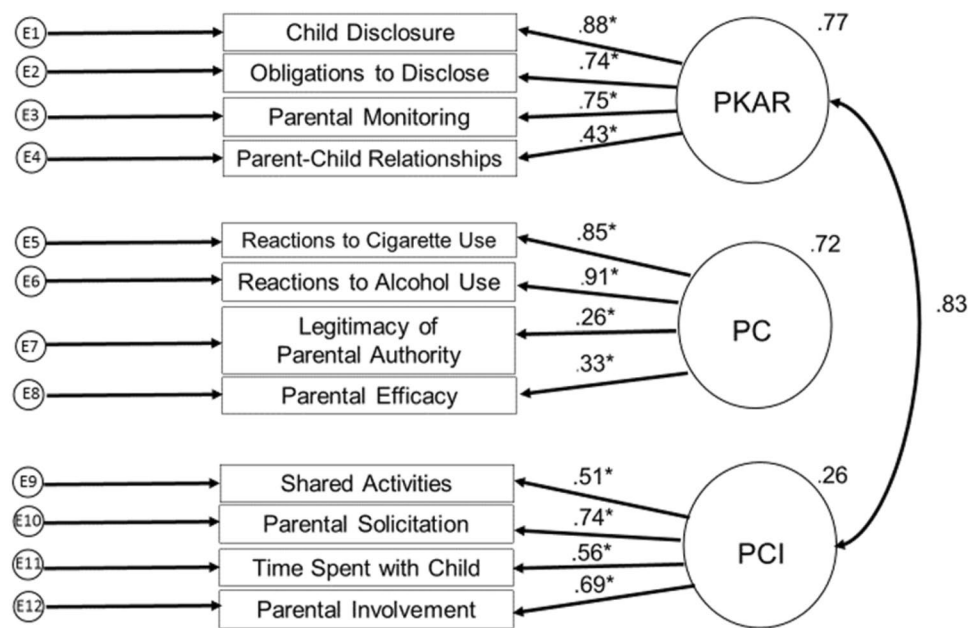 E1 Child Disclosure .88* .77
E2 Obligations to Disclose .74*
PKAR
E3 Parental Monitoring .75*
E4 Parent-Child Relationships .43*
E5 Reactions to Cigarette Use .85* .72
E6 Reactions to Alcohol Use .91*
.83
E7 Legitimacy of .26* PC
Parental Authority
E8 Parental Efficacy .33*
E9 Shared Activities .51* .26
E10 Parental Solicitation .74*
PCI
E11 Time Spent with Child .56*
E12 Parental Involvement .69*